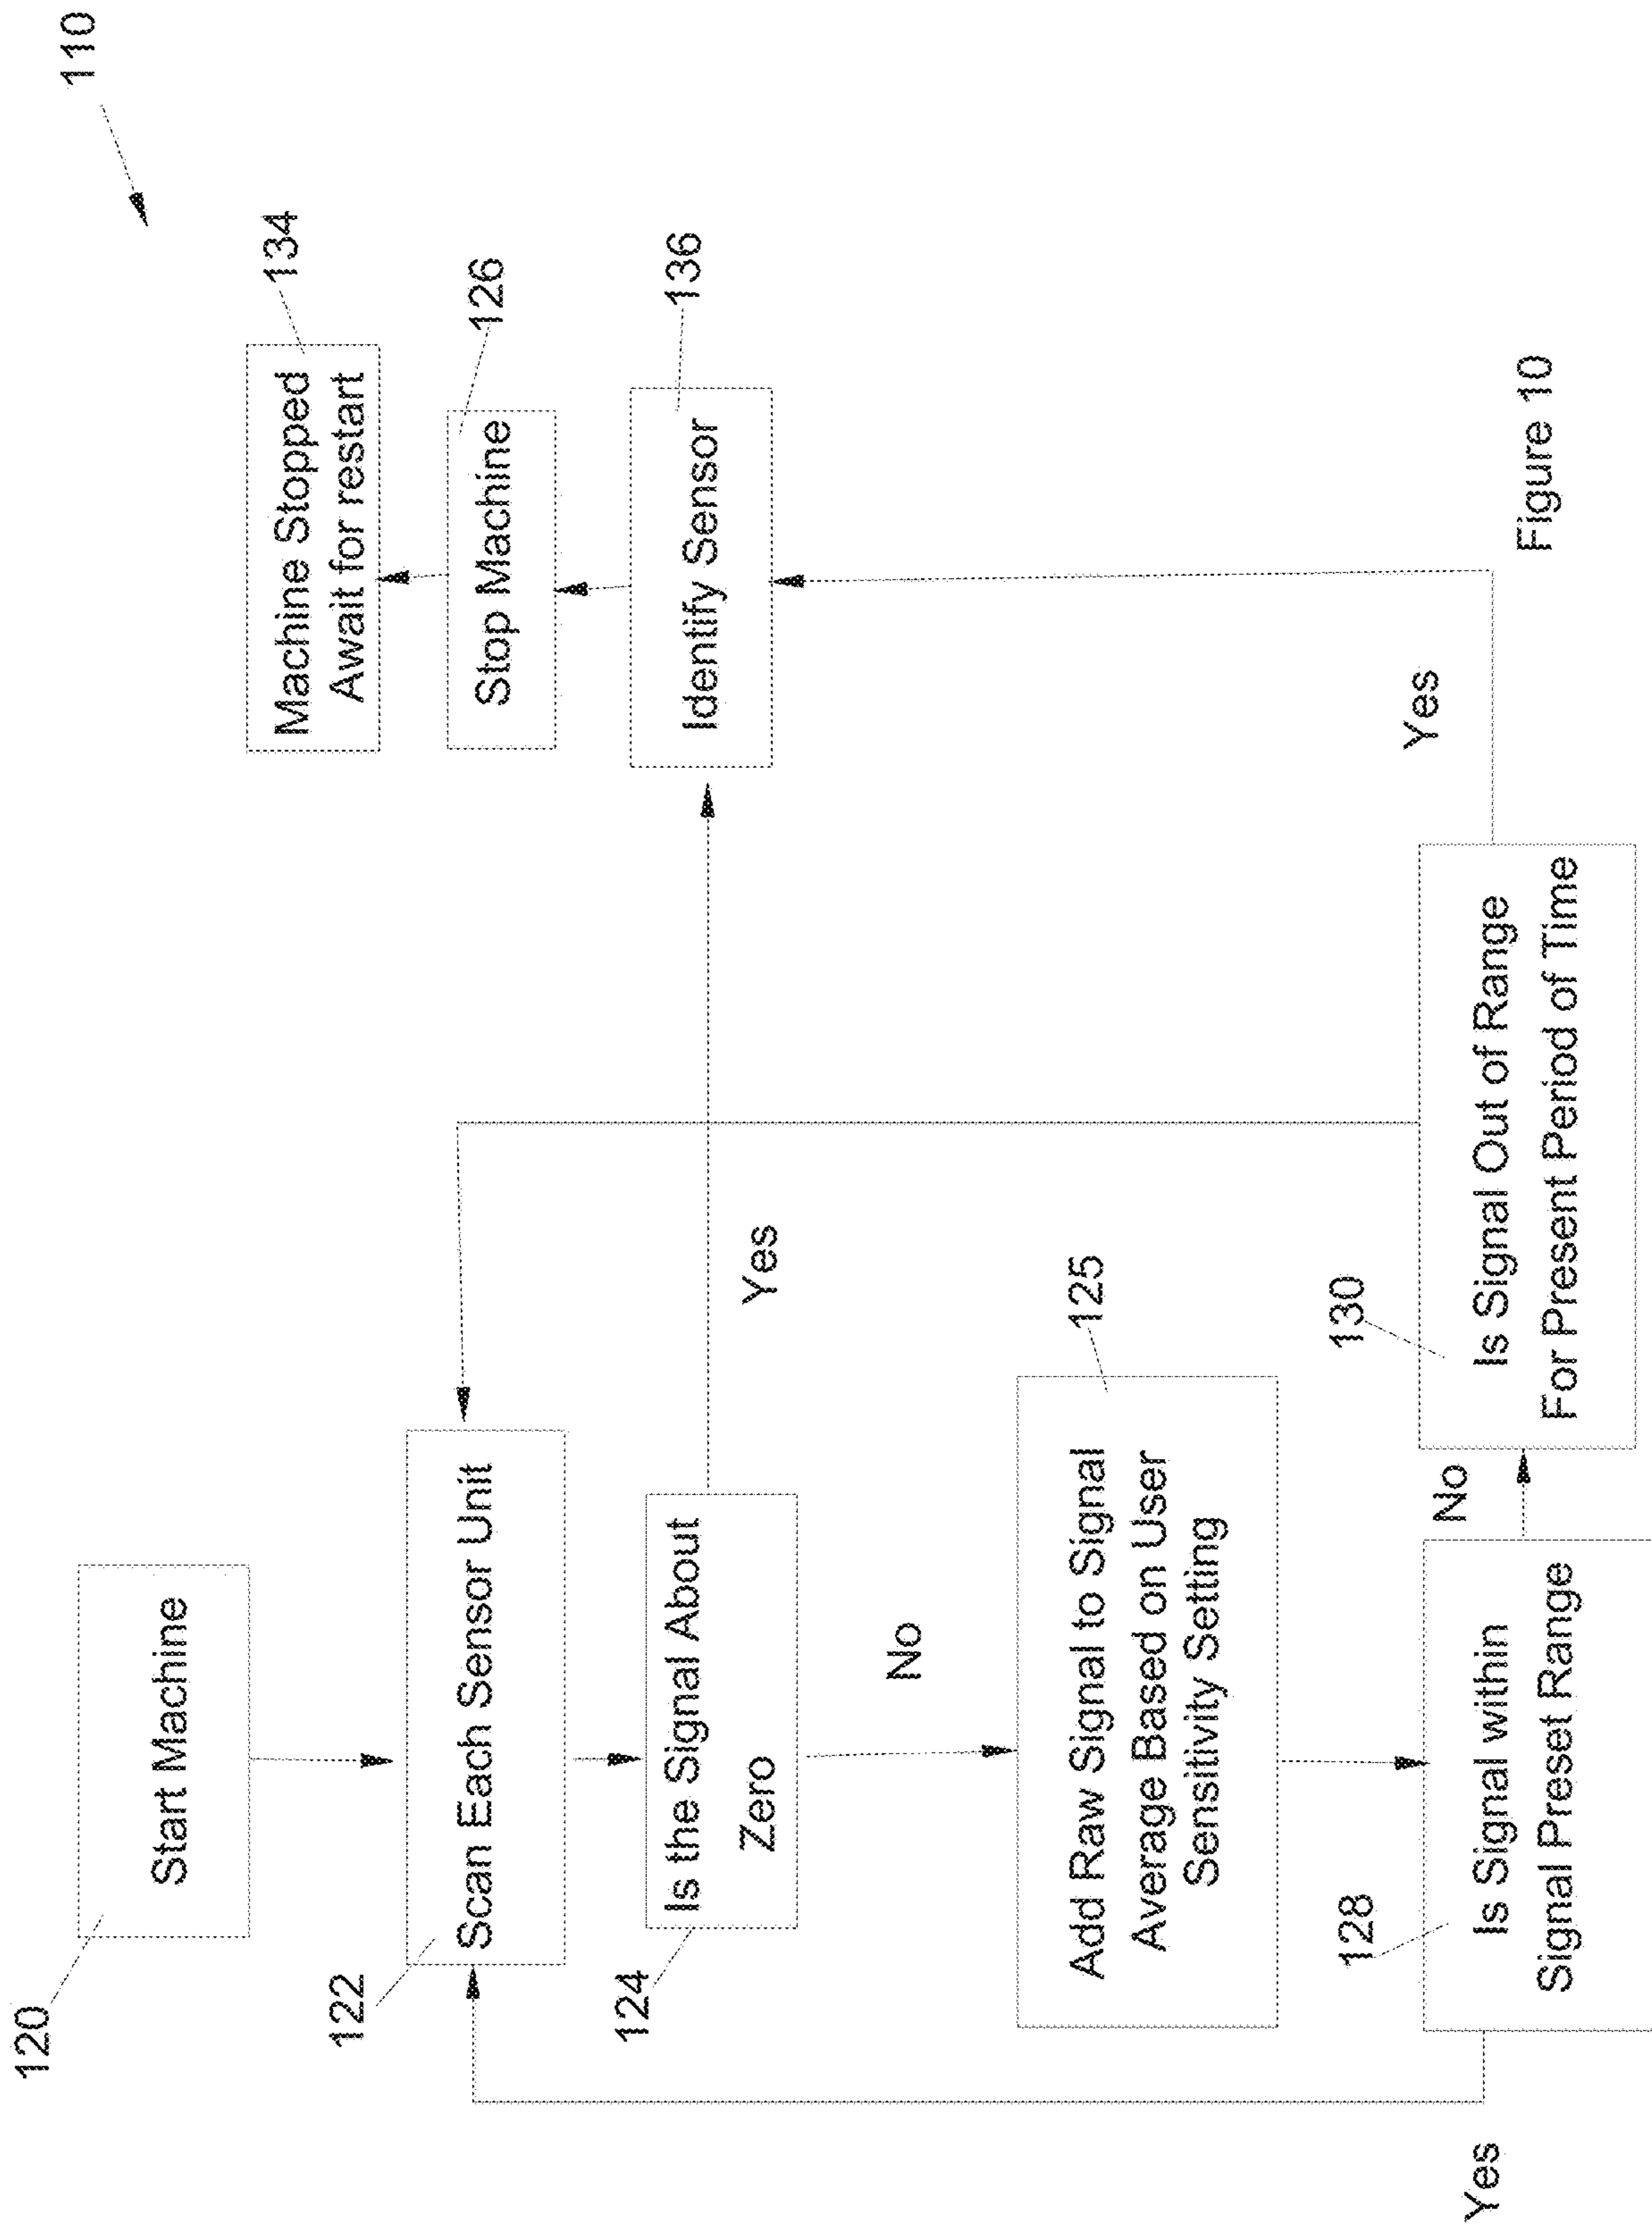 110
120
Start Machine
122
Scan Each Sensor Unit
124
Is the Signal About
Zero
Yes
No
125
Add Raw Signal to Signal
Average Based on User
Sensitivity Setting
128
Is Signal within
Signal Preset Range
Yes
No
130
Is Signal Out of Range
For Present Period of Time
Yes
136
Identify Sensor
126
Stop Machine
134
Machine Stopped
Await for restart
Figure 10